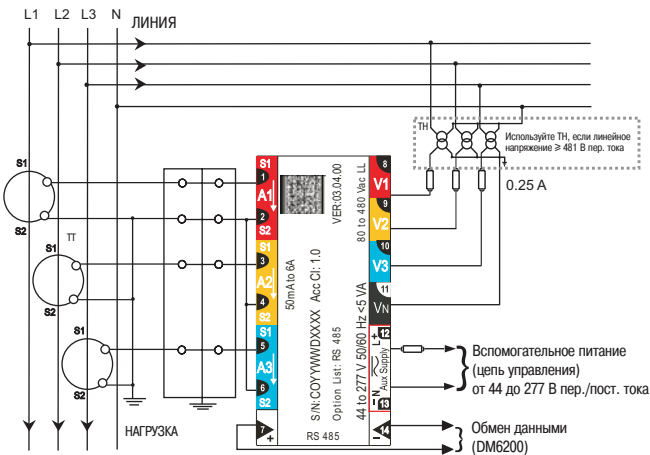 L1 L2 L3 N
ЛИНИЯ
ТН
Используйте ТН, если линейное
напряжение ≥ 481 В пер. тока
0.25 A
S1
S2
ТТ
S1
S2
S1
S2
НАГРУЗКА
S1
1
A1
2
S2
S1
3
A2
4
S2
S1
5
A3
6
S2
7
+
50mA to 6A
S/N: COYYWWDXXXX Acc Cl: 1.0
Option List: RS 485
VER:03.04.00
80 to 480 Vac LL
44 to 277 V 50/60 Hz <5 VA
RS 485
8
V1
9
V2
10
V3
11
VN
12
L +
Aux Supply
N −
13
14
−
Вспомогательное питание
(цепь управления)
от 44 до 277 В пер./пост. тока
Обмен данными
(DM6200)